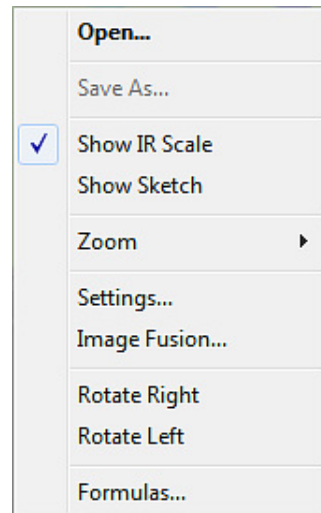 Open...
Save As...
Show IR Scale
Show Sketch
Zoom
Settings...
Image Fusion...
Rotate Right
Rotate Left
Formulas...